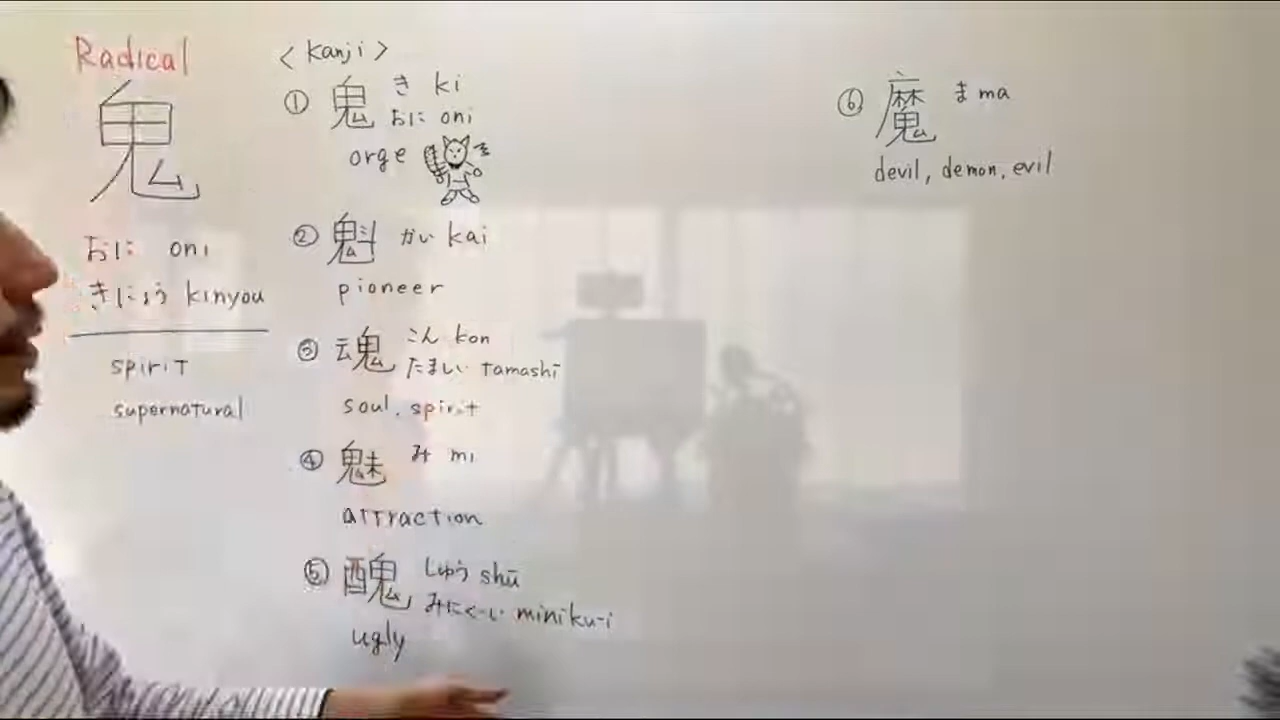 Radical
鬼
おに oni
きにょう kinyou
spirit
supernatural
< kanji >
① 鬼 き ki
おに oni
orge
② 魁 かい kai
pioneer
③ 魂 こん kon
たましい tamashī
soul, spirit
④ 魅 み mi
attraction
⑤ 醜 しゅう shū
みにく-い miniku-i
ugly
⑥ 魔 ま ma
devil, demon, evil